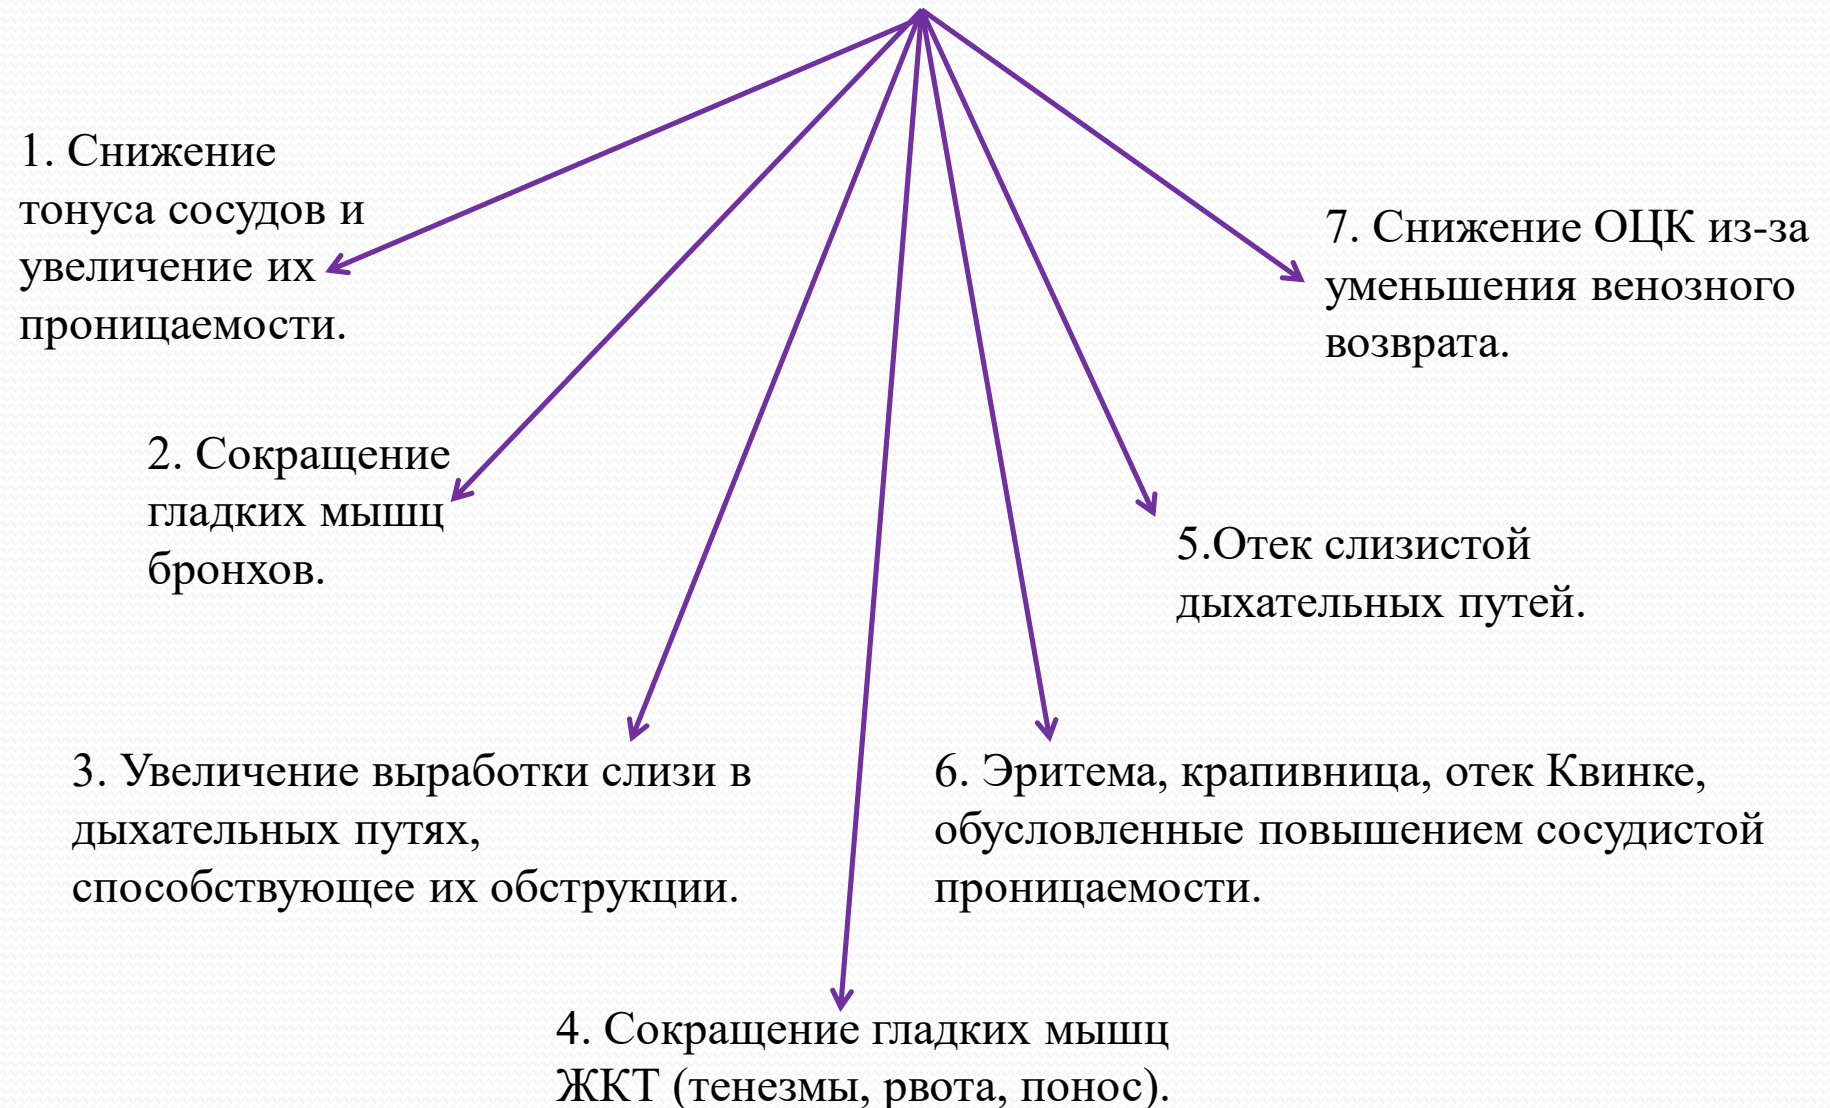 1. Снижение
тонуса сосудов и
увеличение их
проницаемости.
2. Сокращение
гладких мышц
бронхов.
3. Увеличение выработки слизи в
дыхательных путях,
способствующее их обструкции.
4. Сокращение гладких мышц
ЖКТ (тенезмы, рвота, понос).
5.Отек слизистой
дыхательных путей.
6. Эритема, крапивница, отек Квинке,
обусловленные повышением сосудистой
проницаемости.
7. Снижение ОЦК из-за
уменьшения венозного
возврата.